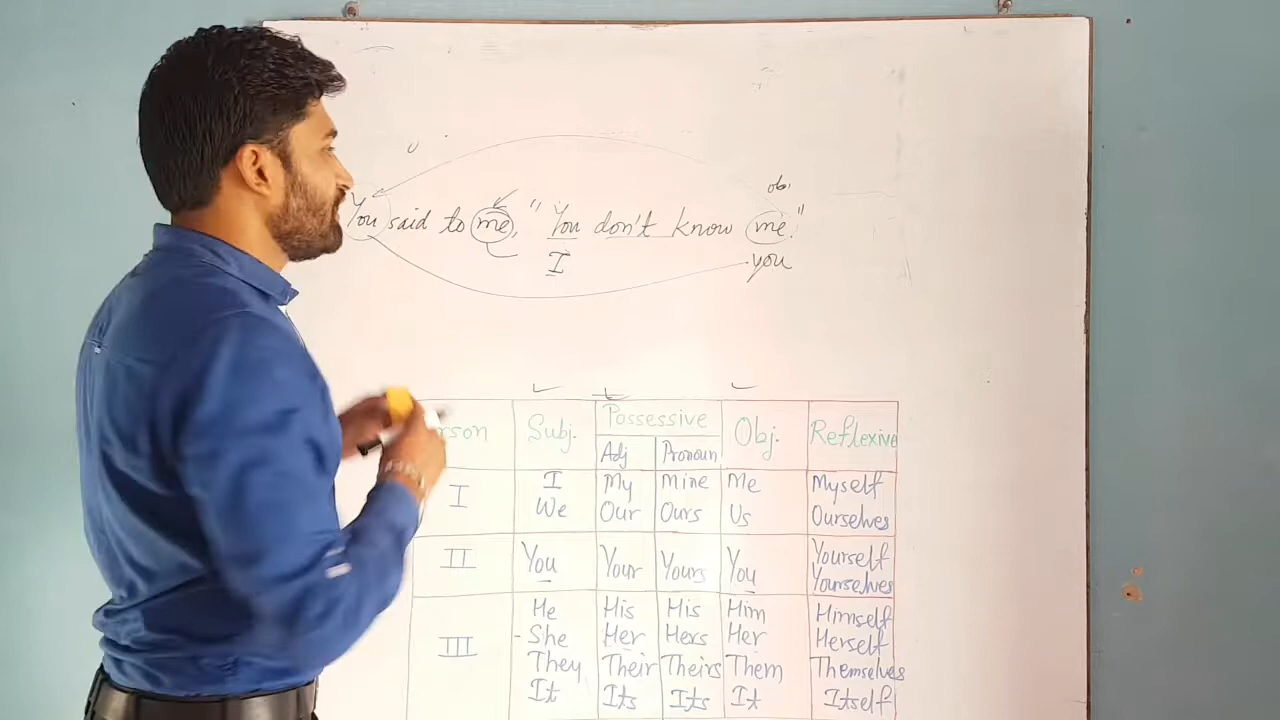 obj.
You said to me, " You don't know me."
I you
Subj. Possessive Obj. Reflexive
Adj Pronoun
I I My mine Me Myself
We Our Ours Us Ourselves
II You Your Yours You Yourself
Yourselves
He His His Him Himself
III She Her Hers Her Herself
They Their Theirs Them Themselves
It Its Its It Itself